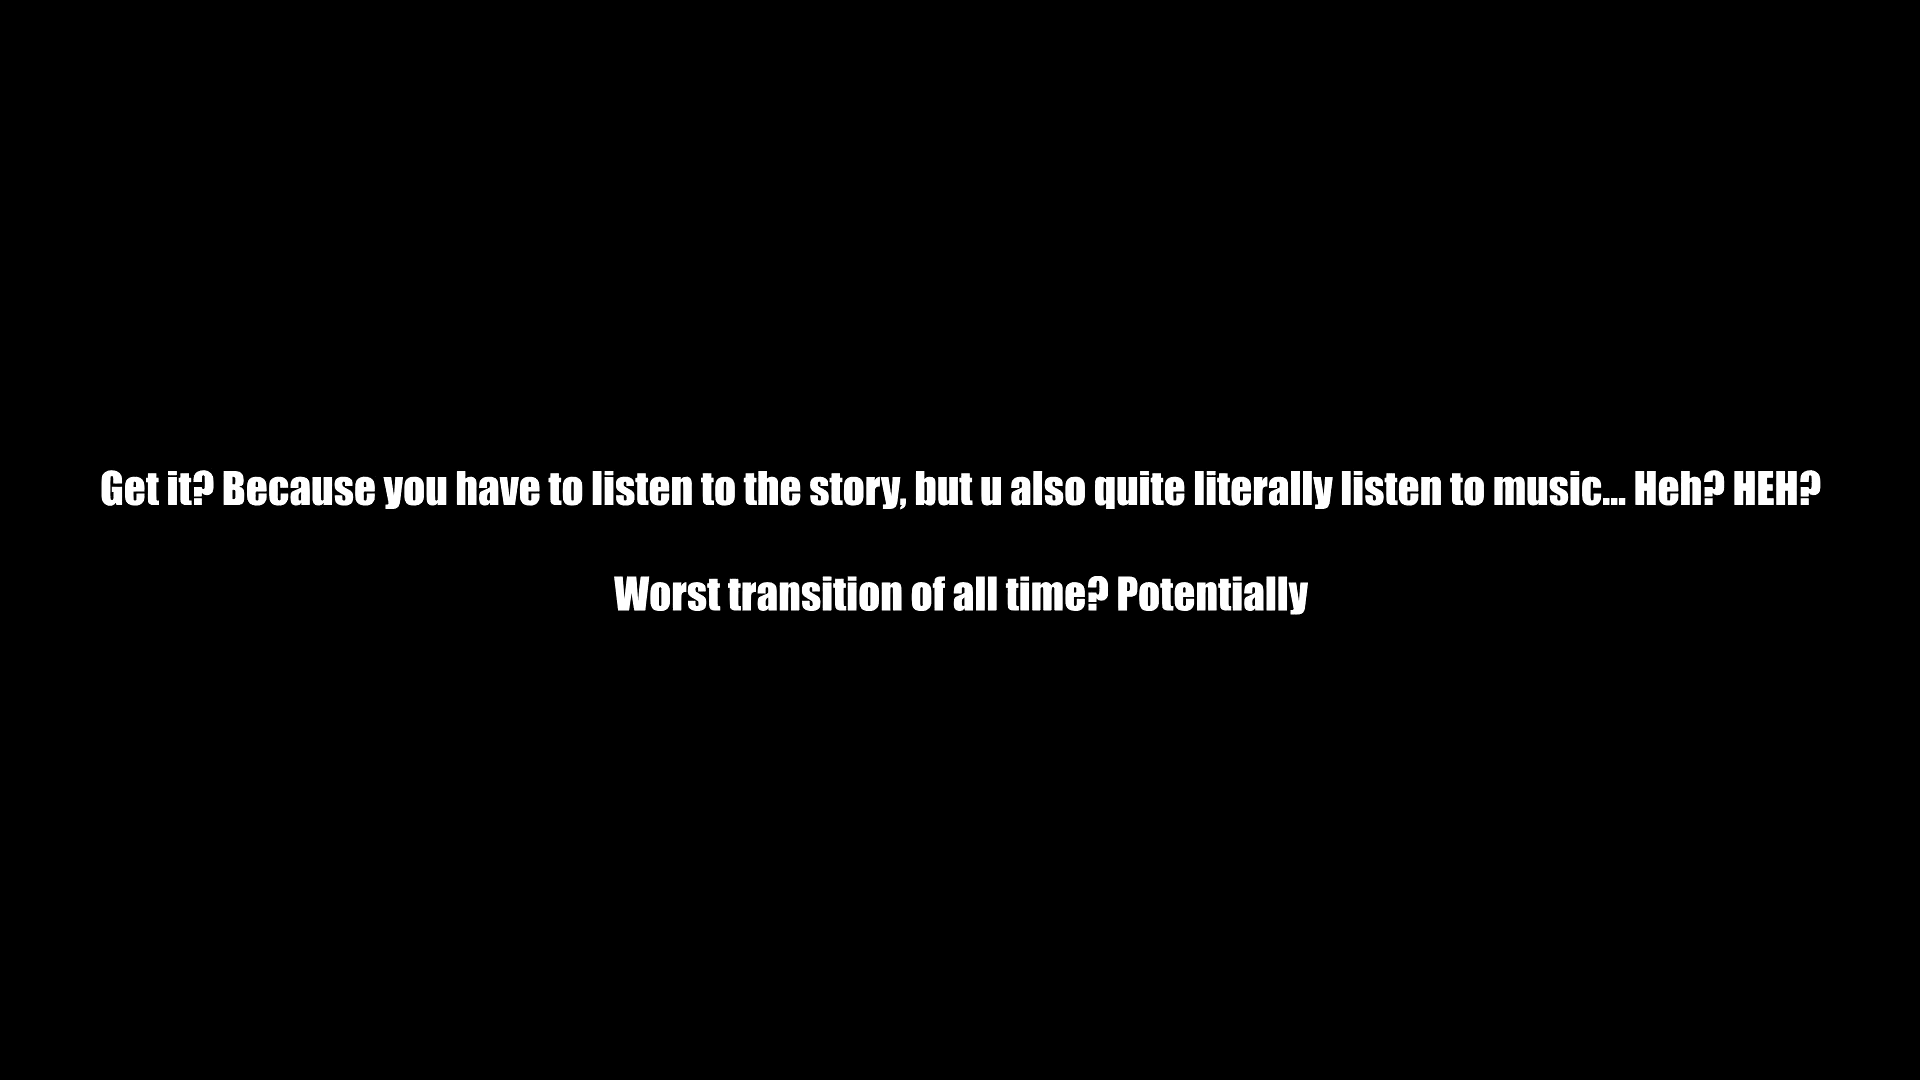 Get it? Because you have to listen to the story, but u also quite literally listen to music... Heh? HEH?
Worst transition of all time? Potentially